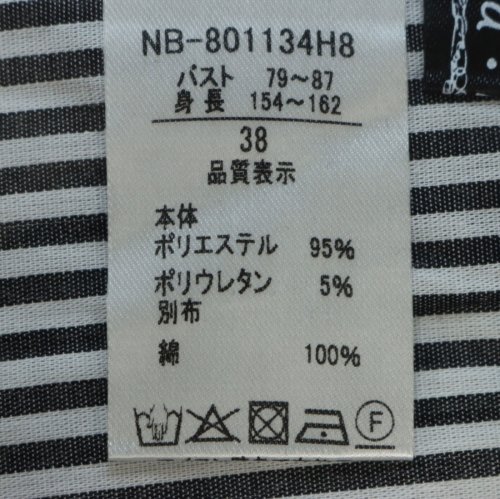 NB-801134H8
バスト 79～87
身長 154～162
38
品質表示
本体
ポリエステル 95%
ポリウレタン 5%
別布
綿 100%
F